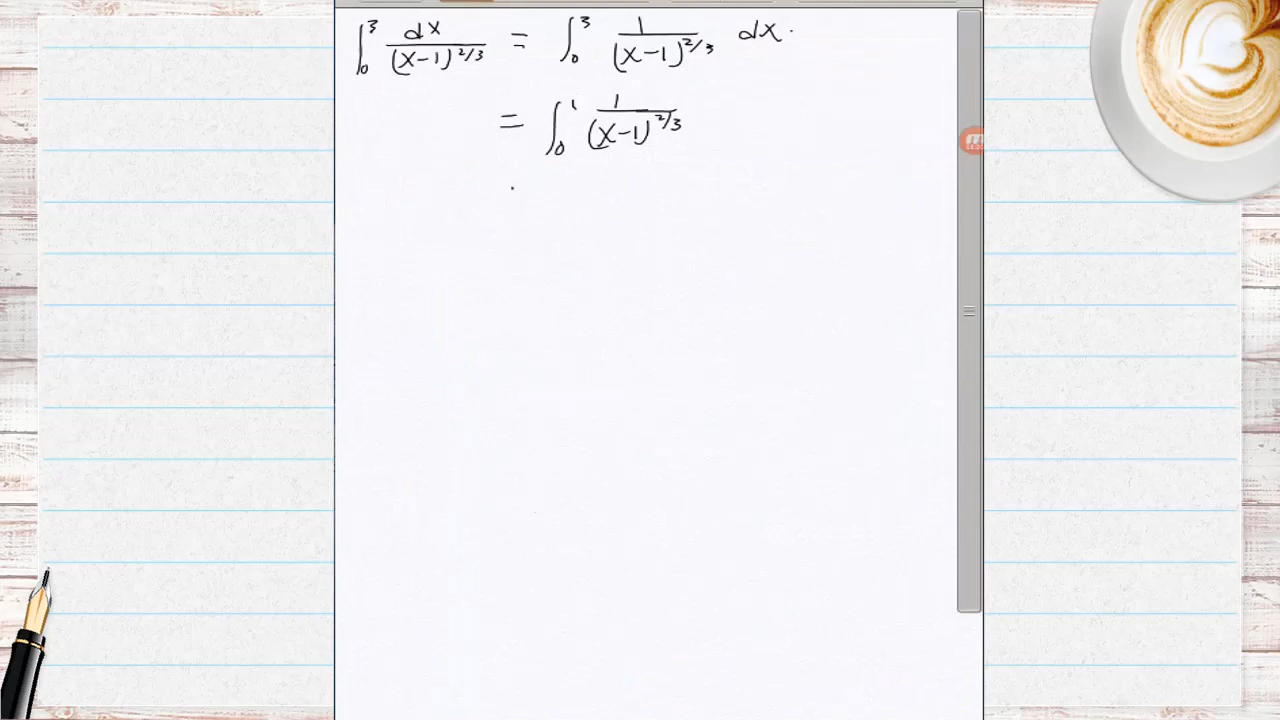 ∫₀³ dx/(x-1)^{2/3} = ∫₀³ 1/(x-1)^{2/3} dx.
= ∫₀¹ 1/(x-1)^{2/3}